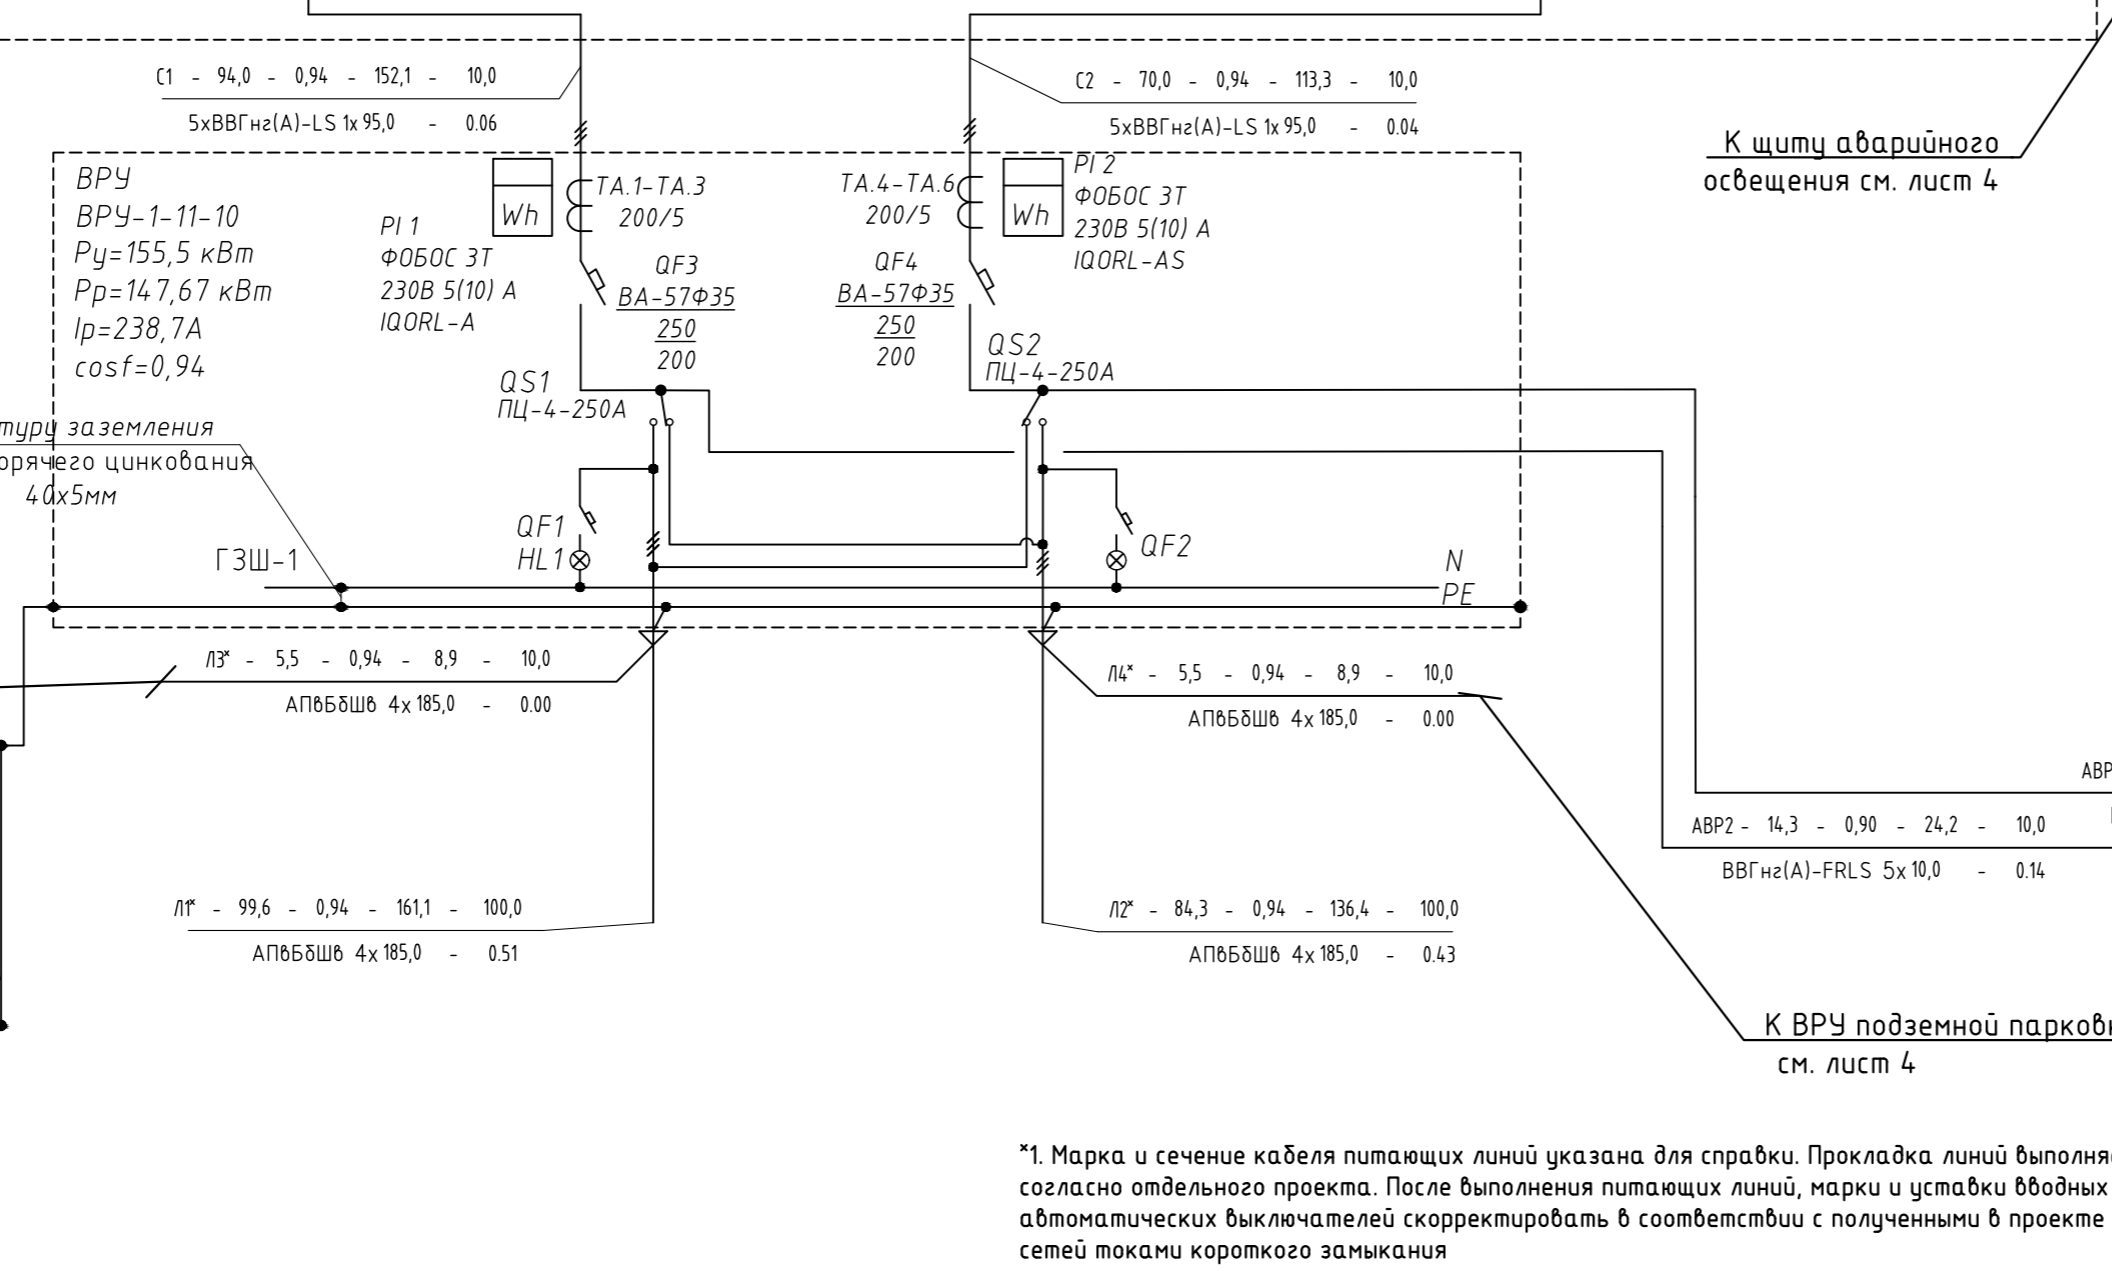 С1 - 94,0 - 0,94 - 152,1 - 10,0
5хВВГнг(А)-LS 1х 95,0 - 0.06
С2 - 70,0 - 0,94 - 113,3 - 10,0
5хВВГнг(А)-LS 1х 95,0 - 0.04
К щиту аварийного
освещения см. лист 4
ВРУ
ВРУ-1-11-10
Ру=155,5 кВт
Рр=147,67 кВт
Iр=238,7А
cosf=0,94
PI 1
ФОБОС 3Т
230В 5(10) А
IQORL-A
Wh
ТА.1-ТА.3
200/5
QF3
ВА-57Ф35
250
200
ТА.4-ТА.6
200/5
QF4
ВА-57Ф35
250
200
Wh
PI 2
ФОБОС 3Т
230В 5(10) А
IQORL-AS
QS1
ПЦ-4-250А
QS2
ПЦ-4-250А
туру заземления
орячего цинкования
40х5мм
ГЗШ-1
QF1
HL1
QF2
N
PE
Л3* - 5,5 - 0,94 - 8,9 - 10,0
АПвБбШв 4х 185,0 - 0.00
Л4* - 5,5 - 0,94 - 8,9 - 10,0
АПвБбШв 4х 185,0 - 0.00
АВР
АВР2 - 14,3 - 0,90 - 24,2 - 10,0
ВВГнг(А)-FRLS 5х 10,0 - 0.14
Л1* - 99,6 - 0,94 - 161,1 - 100,0
АПвБбШв 4х 185,0 - 0.51
Л2* - 84,3 - 0,94 - 136,4 - 100,0
АПвБбШв 4х 185,0 - 0.43
К ВРУ подземной парков
см. лист 4
*1. Марка и сечение кабеля питающих линий указана для справки. Прокладка линий выполня
согласно отдельного проекта. После выполнения питающих линий, марки и уставки вводных
автоматических выключателей скорректировать в соответствии с полученными в проекте
сетей токами короткого замыкания